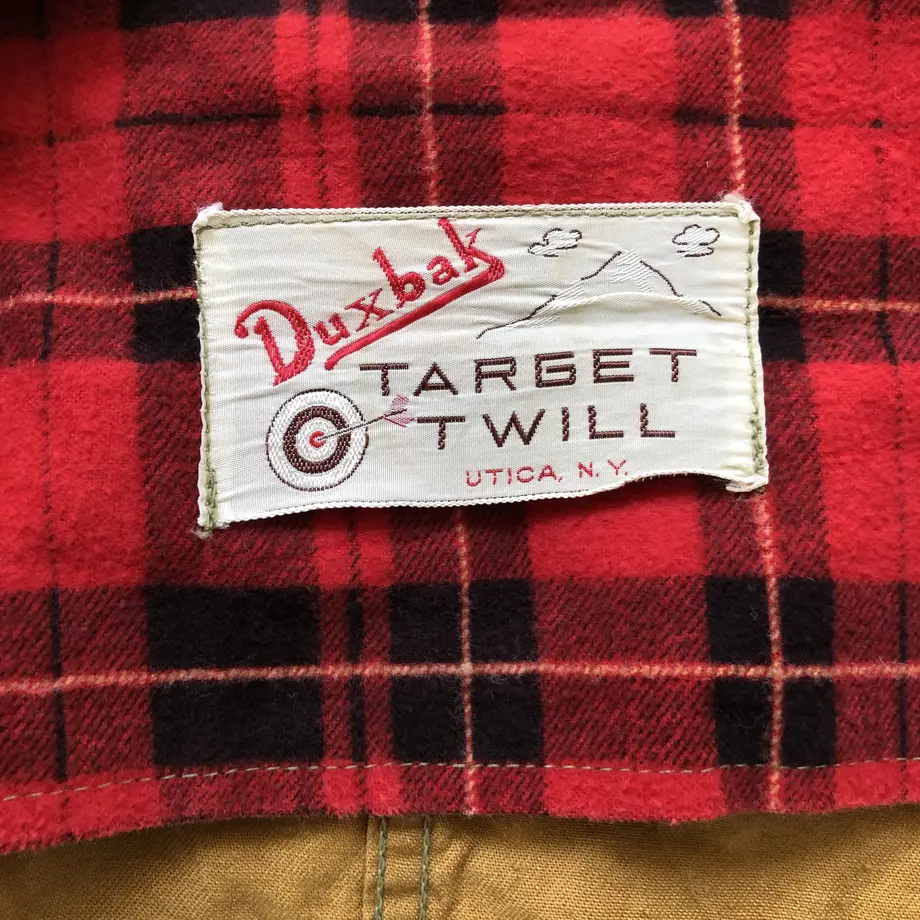 Duxbak
TARGET
TWILL
UTICA, N.Y.